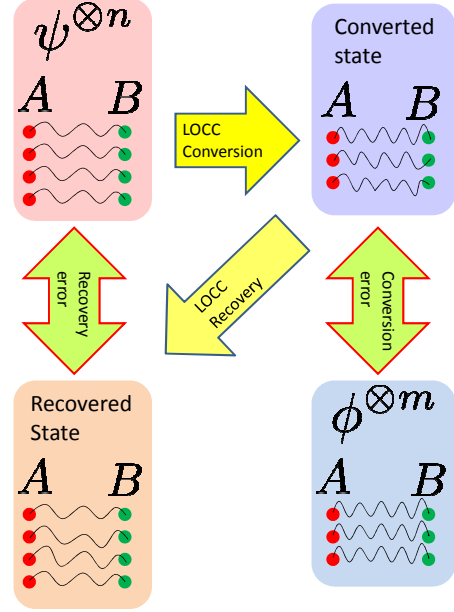 ψ⊗n
A B
LOCC
Conversion
Converted
state
A B
Recovery
error
LOCC
Recovery
Conversion
error
Recovered
State
A B
ϕ⊗m
A B